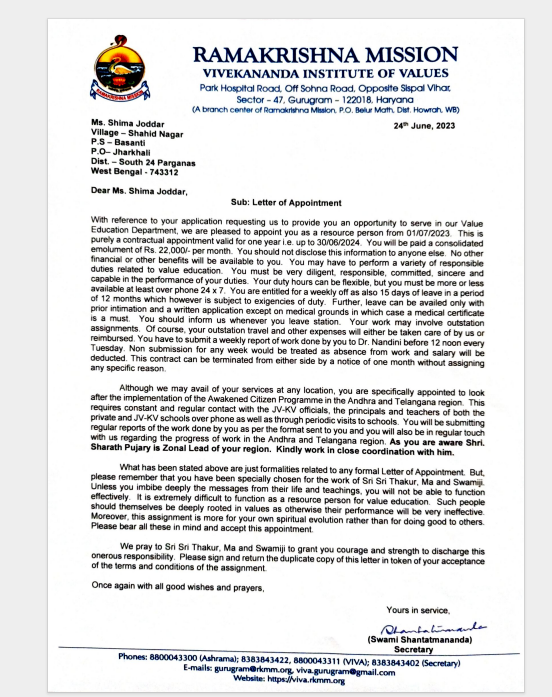 RAMAKRISHNA MISSION
VIVEKANANDA INSTITUTE OF VALUES
Park Hospital Road, Off Sohna Road, Opposite Sispal Vihar,
Sector - 47, Gurugram - 122018, Haryana
(A branch center of Ramakrishna Mission, P.O. Belur Math, Dist. Howrah, WB)
RAMAKRISHNA MISSION
24th June, 2023
Ms. Shima Joddar
Village – Shahid Nagar
P.S – Basanti
P.O– Jharkhali
Dist. – South 24 Parganas
West Bengal - 743312
Dear Ms. Shima Joddar,
Sub: Letter of Appointment
With reference to your application requesting us to provide you an opportunity to serve in our Value
Education Department, we are pleased to appoint you as a resource person from 01/07/2023. This is
purely a contractual appointment valid for one year i.e. up to 30/06/2024. You will be paid a consolidated
emolument of Rs. 22,000/- per month. You should not disclose this information to anyone else. No other
financial or other benefits will be available to you. You may have to perform a variety of responsible
duties related to value education. You must be very diligent, responsible, committed, sincere and
capable in the performance of your duties. Your duty hours can be flexible, but you must be more or less
available at least over phone 24 x 7. You are entitled for a weekly off as also 15 days of leave in a period
of 12 months which however is subject to exigencies of duty. Further, leave can be availed only with
prior intimation and a written application except on medical grounds in which case a medical certificate
is a must. You should inform us whenever you leave station. Your work may involve outstation
assignments. Of course, your outstation travel and other expenses will either be taken care of by us or
reimbursed. You have to submit a weekly report of work done by you to Dr. Nandini before 12 noon every
Tuesday. Non submission for any week would be treated as absence from work and salary will be
deducted. This contract can be terminated from either side by a notice of one month without assigning
any specific reason.
Although we may avail of your services at any location, you are specifically appointed to look
after the implementation of the Awakened Citizen Programme in the Andhra and Telangana region. This
requires constant and regular contact with the JV-KV officials, the principals and teachers of both the
private and JV-KV schools over phone as well as through periodic visits to schools. You will be submitting
regular reports of the work done by you as per the format sent to you and you will also be in regular touch
with us regarding the progress of work in the Andhra and Telangana region. As you are aware Shri.
Sharath Pujary is Zonal Lead of your region. Kindly work in close coordination with him.
What has been stated above are just formalities related to any formal Letter of Appointment. But,
please remember that you have been specially chosen for the work of Sri Sri Thakur, Ma and Swamiji.
Unless you imbibe deeply the messages from their life and teachings, you will not be able to function
effectively. It is extremely difficult to function as a resource person for value education. Such people
should themselves be deeply rooted in values as otherwise their performance will be very ineffective.
Moreover, this assignment is more for your own spiritual evolution rather than for doing good to others.
Please bear all these in mind and accept this appointment.
We pray to Sri Sri Thakur, Ma and Swamiji to grant you courage and strength to discharge this
onerous responsibility. Please sign and return the duplicate copy of this letter in token of your acceptance
of the terms and conditions of the assignment.
Once again with all good wishes and prayers,
Yours in service,
Shantatmananda
(Swami Shantatmananda)
Secretary
Phones: 8800043300 (Ashrama); 8383843422, 8800043311 (VIVA); 8383843402 (Secretary)
E-mails: gurugram@rkmm.org, viva.gurugram@gmail.com
Website: https://viva.rkmm.org